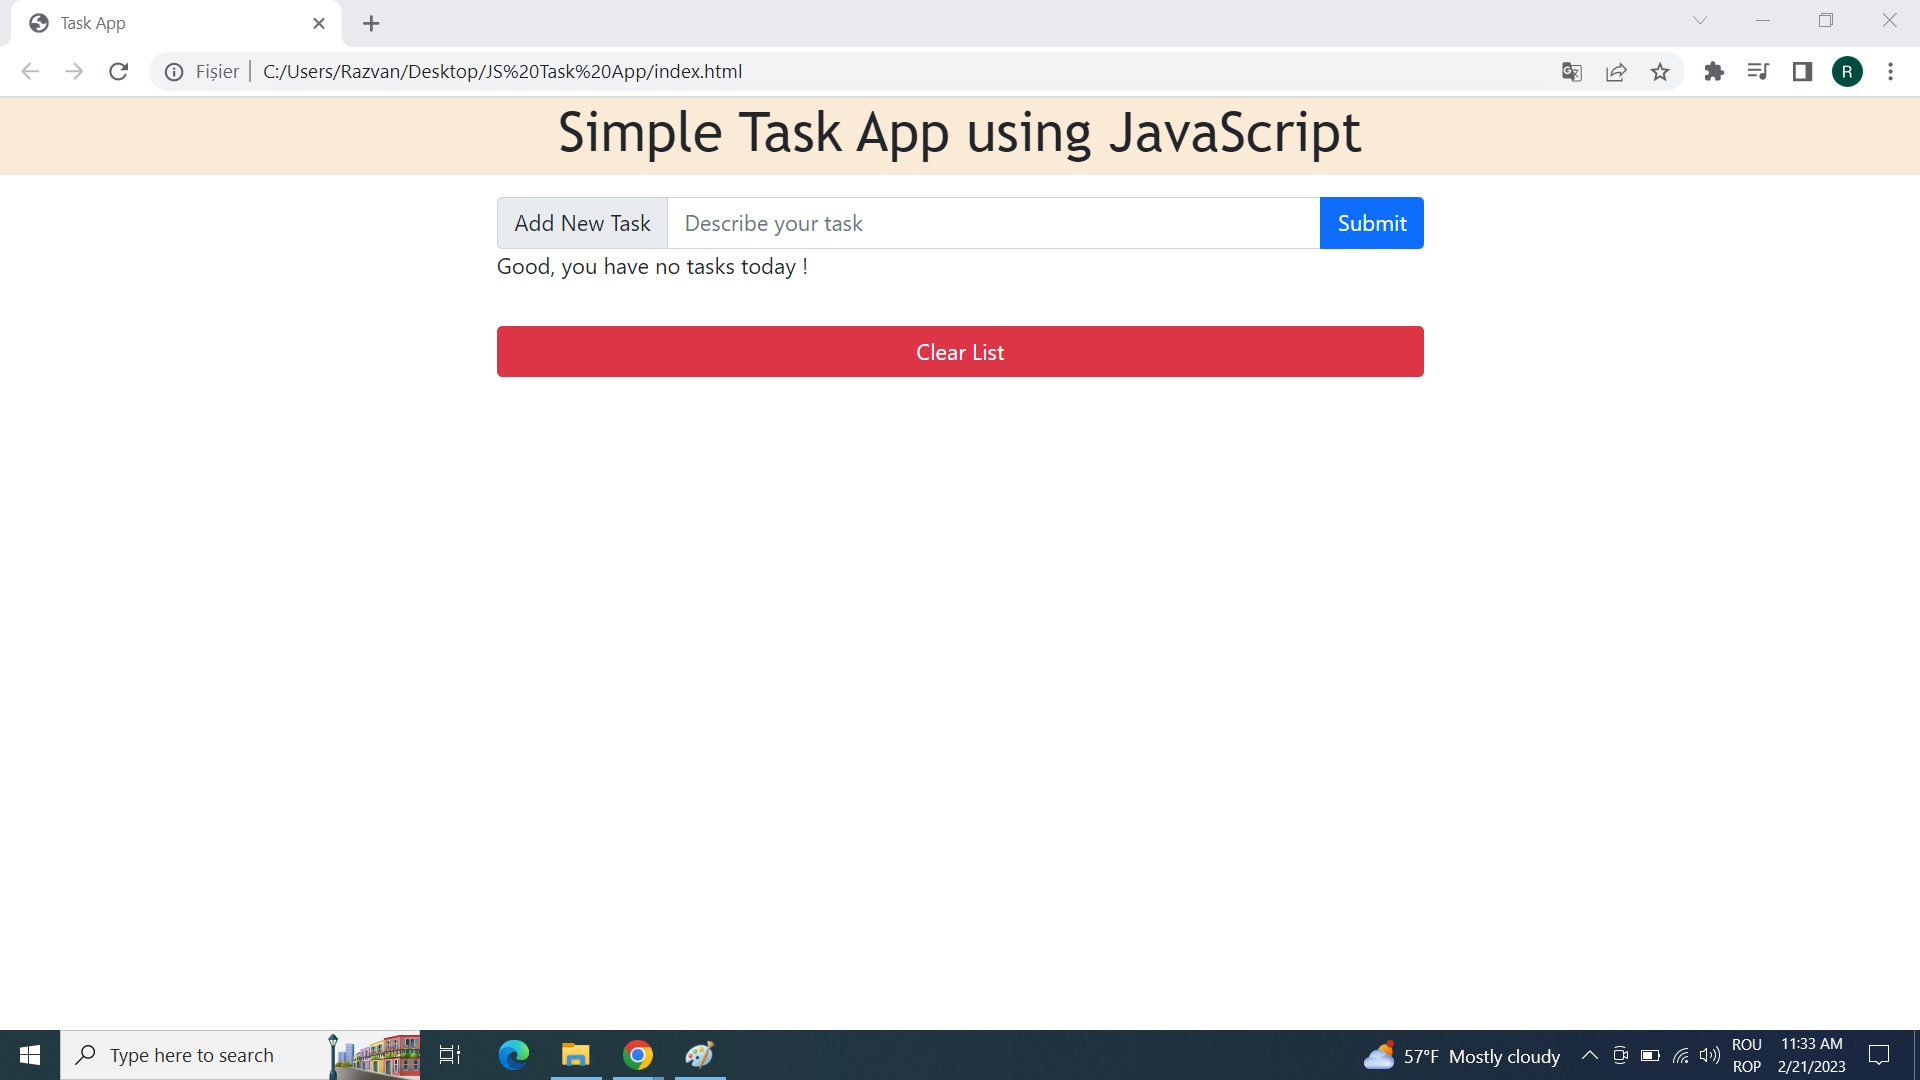 Task App
Fișier
C:/Users/Razvan/Desktop/JS%20Task%20App/index.html
R
Simple Task App using JavaScript
Add New Task
Describe your task
Submit
Good, you have no tasks today !
Clear List
Type here to search
57°F Mostly cloudy
ROU
ROP
11:33 AM
2/21/2023